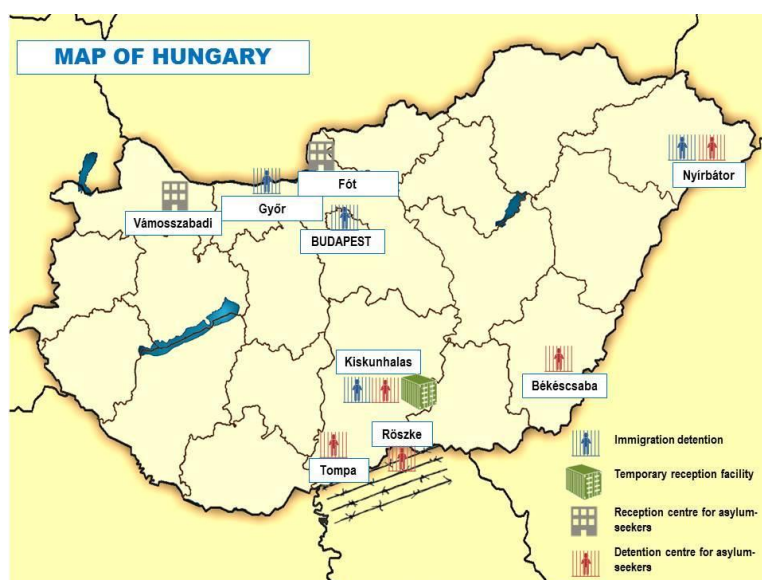 MAP OF HUNGARY
Fót
Nyírbátor
Győr
Vámosszabadi
BUDAPEST
Kiskunhalas
Békéscsaba
Röszke
Tompa
Immigration detention
Temporary reception facility
Reception centre for asylum-
seekers
Detention centre for asylum-
seekers